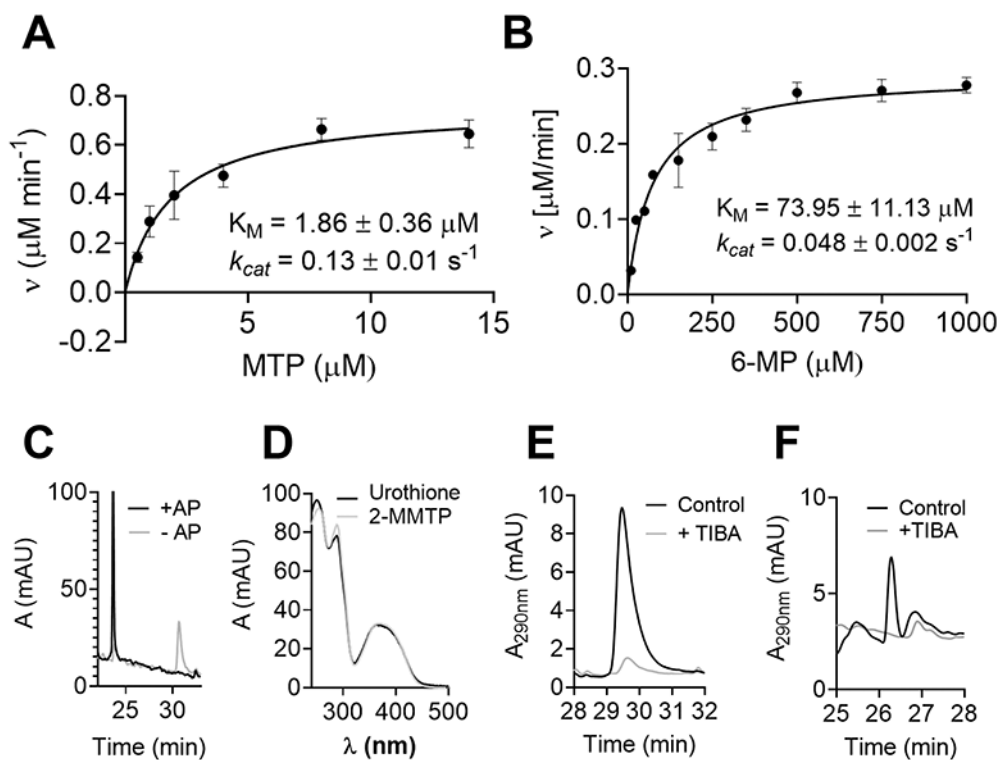 A
B
0.8
0.6
0.4
0.2
0.0
-0.2
ν (μM min⁻¹)
5
10
15
MTP (μM)
K_M = 1.86 ± 0.36 μM
k_cat = 0.13 ± 0.01 s⁻¹
0.3
0.2
0.1
0.0
ν [μM/min]
0
250
500
750
1000
6-MP (μM)
K_M = 73.95 ± 11.13 μM
k_cat = 0.048 ± 0.002 s⁻¹
C
D
E
F
100
50
0
A (mAU)
+AP
- AP
25
30
Time (min)
100
80
60
40
20
0
A (mAU)
Urothione
2-MMTP
300
400
500
λ (nm)
10
8
6
4
2
0
A₂₉₀nm (mAU)
Control
+ TIBA
28
29
30
31
32
Time (min)
10
5
0
A₂₉₀nm (mAU)
Control
+TIBA
25
26
27
28
Time (min)